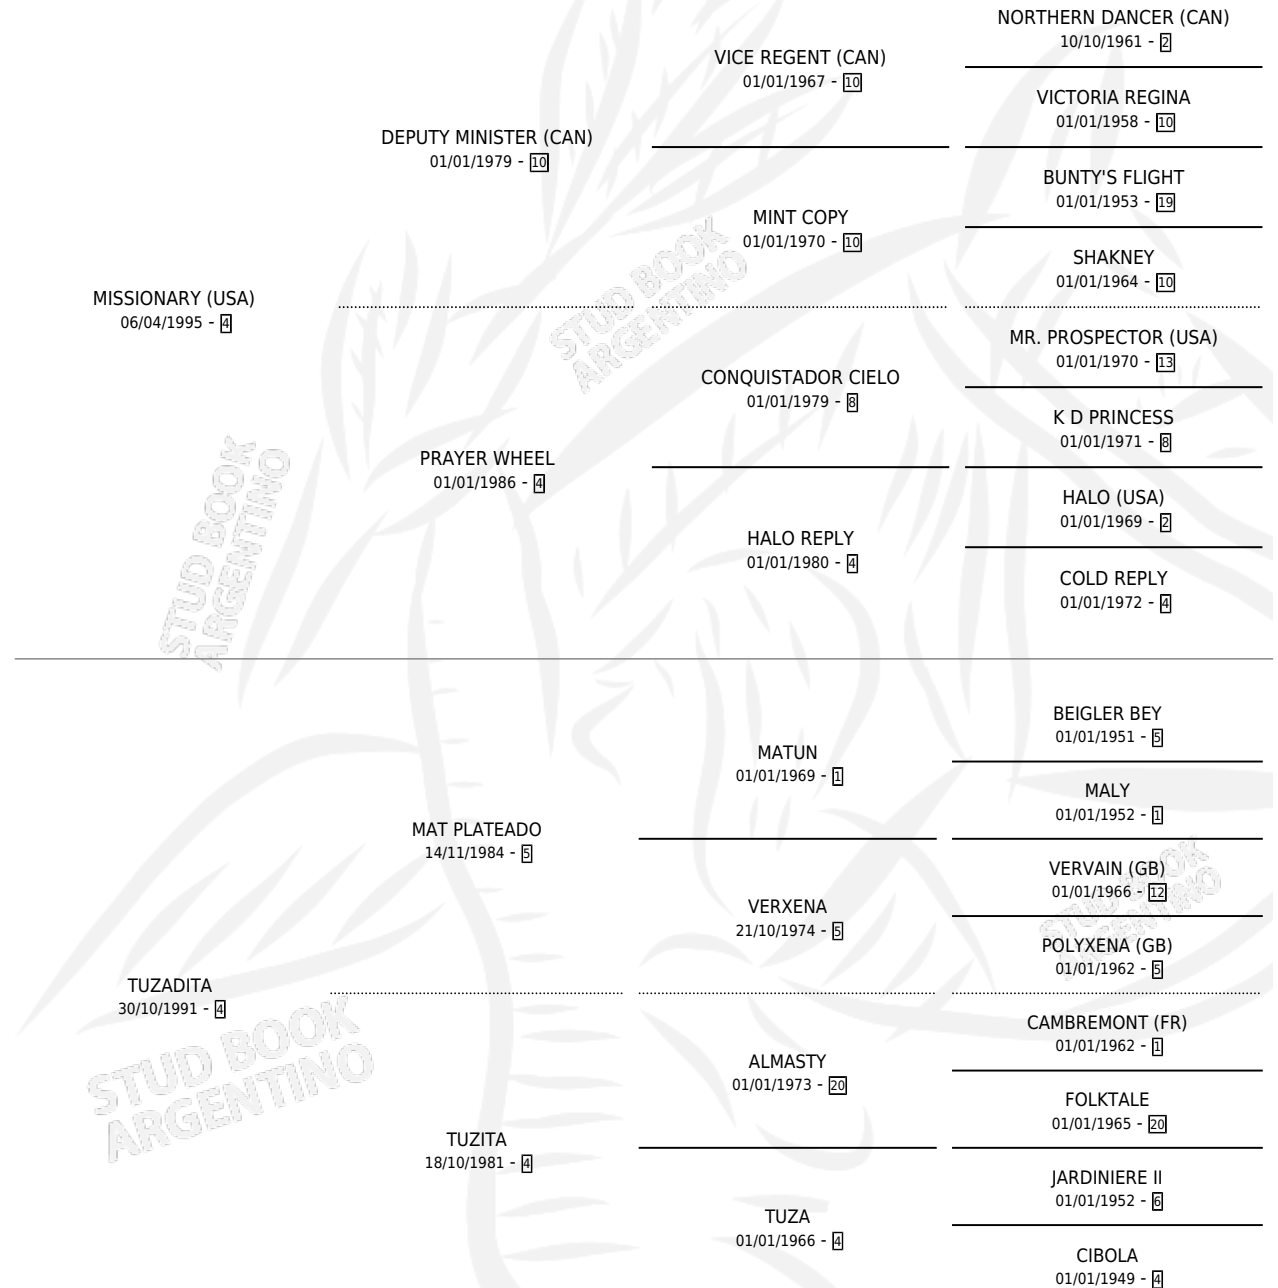 NORTHERN DANCER (CAN)
10/10/1961 - 2
VICE REGENT (CAN)
01/01/1967 - 10
VICTORIA REGINA
01/01/1958 - 10
DEPUTY MINISTER (CAN)
01/01/1979 - 10
BUNTY'S FLIGHT
01/01/1953 - 19
MINT COPY
01/01/1970 - 10
SHAKNEY
01/01/1964 - 10
MISSIONARY (USA)
06/04/1995 - 4
MR. PROSPECTOR (USA)
01/01/1970 - 13
CONQUISTADOR CIELO
01/01/1979 - 8
K D PRINCESS
01/01/1971 - 8
PRAYER WHEEL
01/01/1986 - 4
HALO (USA)
01/01/1969 - 2
HALO REPLY
01/01/1980 - 4
COLD REPLY
01/01/1972 - 4
BEIGLER BEY
01/01/1951 - 5
MATUN
01/01/1969 - 1
MALY
01/01/1952 - 1
MAT PLATEADO
14/11/1984 - 5
VERVAIN (GB)
01/01/1966 - 12
VERXENA
21/10/1974 - 5
POLYXENA (GB)
01/01/1962 - 5
TUZADITA
30/10/1991 - 4
CAMBREMONT (FR)
01/01/1962 - 1
ALMASTY
01/01/1973 - 20
FOLKTALE
01/01/1965 - 20
TUZITA
18/10/1981 - 4
JARDINIERE II
01/01/1952 - 6
TUZA
01/01/1966 - 4
CIBOLA
01/01/1949 - 4
STUD BOOK
ARGENTINO
STUD BOOK
ARGENTINO
STUD BOOK
ARGENTINO
STUD BOOK
ARGENTINO